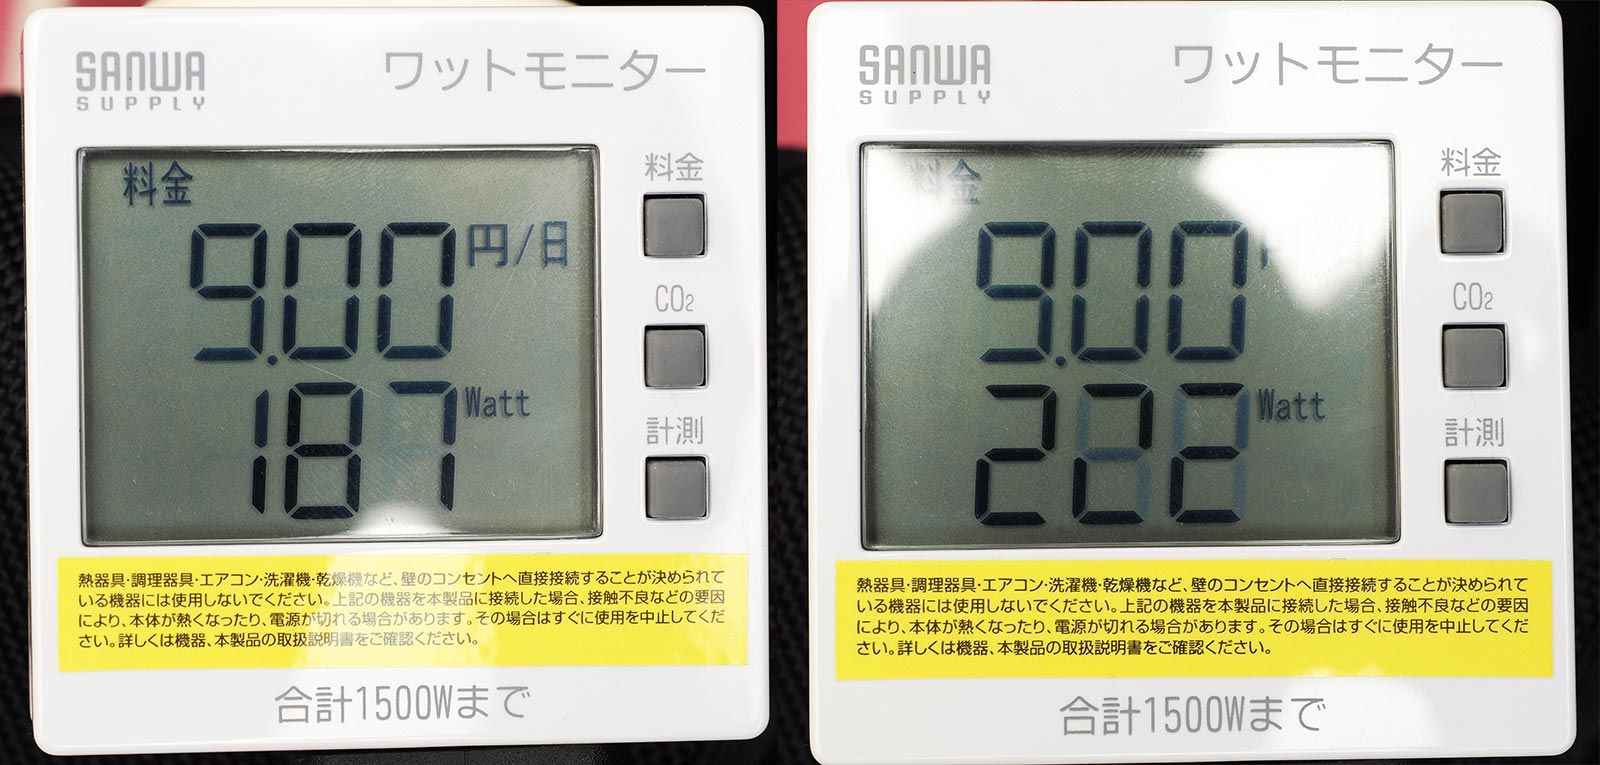 SANWA
SUPPLY
ワットモニター
料金
9.00円/日
187Watt
料金
CO2
計測
熱器具・調理器具・エアコン・洗濯機・乾燥機など、壁のコンセントへ直接接続することが決められて
いる機器には使用しないでください。上記の機器を本製品に接続した場合、接触不良などの要因
により、本体が熱くなったり、電源が切れる場合があります。その場合はすぐに使用を中止してくだ
さい。詳しくは機器、本製品の取扱説明書をご確認ください。
合計1500Wまで
SANWA
SUPPLY
ワットモニター
料金
9.00
Watt
料金
CO2
計測
熱器具・調理器具・エアコン・洗濯機・乾燥機など、壁のコンセントへ直接接続することが決められて
いる機器には使用しないでください。上記の機器を本製品に接続した場合、接触不良などの要因
により、本体が熱くなったり、電源が切れる場合があります。その場合はすぐに使用を中止してくだ
さい。詳しくは機器、本製品の取扱説明書をご確認ください。
合計1500Wまで